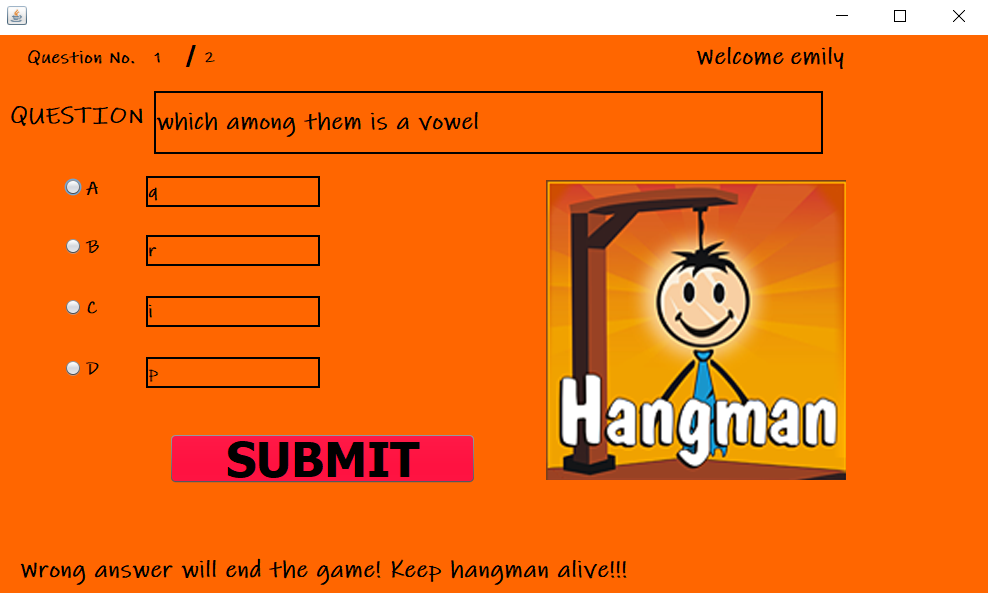 Question No. 1 / 2
Welcome emily
QUESTION which among them is a vowel
A q
B r
C i
D p
Hangman
SUBMIT
Wrong answer will end the game! Keep hangman alive!!!